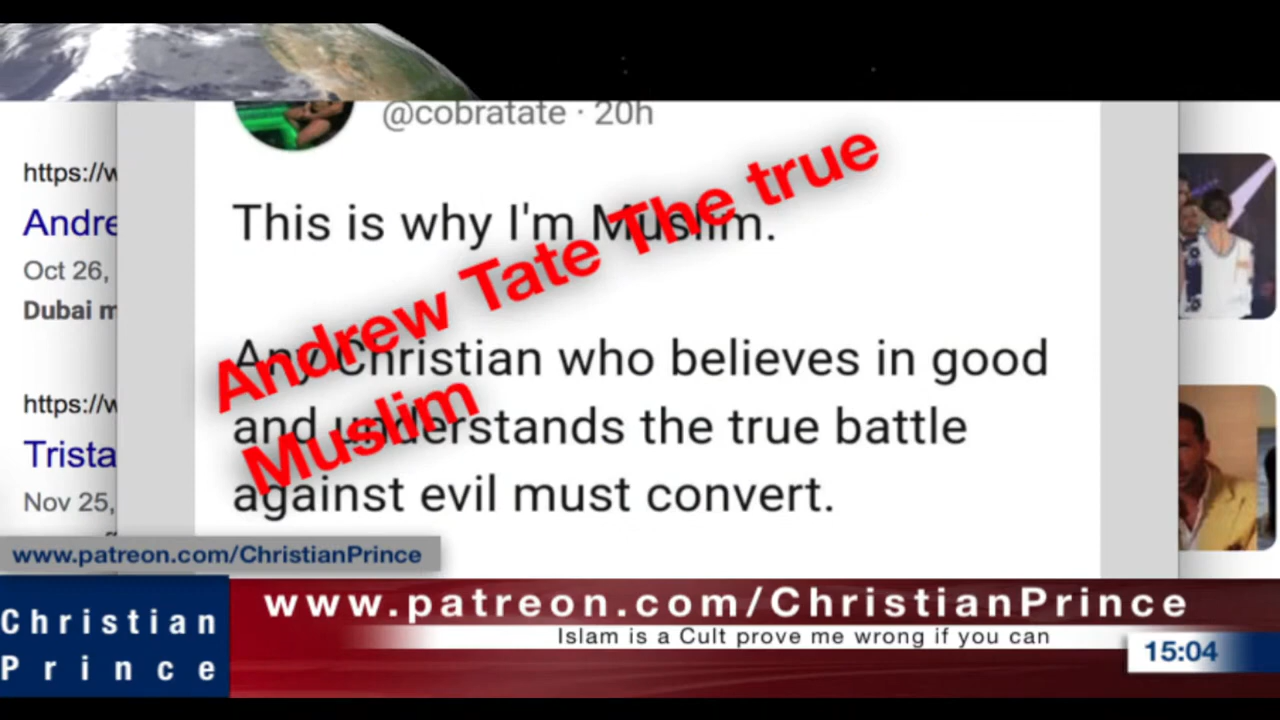 @cobratate · 20h
This is why I'm Muslim.
Any Christian who believes in good
and understands the true battle
against evil must convert.
Andrew Tate The true
Muslim
https://w
Andre
Oct 26,
Dubai m
https://w
Trista
Nov 25,
www.patreon.com/ChristianPrince
Christian
Prince
www.patreon.com/ChristianPrince
Islam is a Cult prove me wrong if you can
15:04